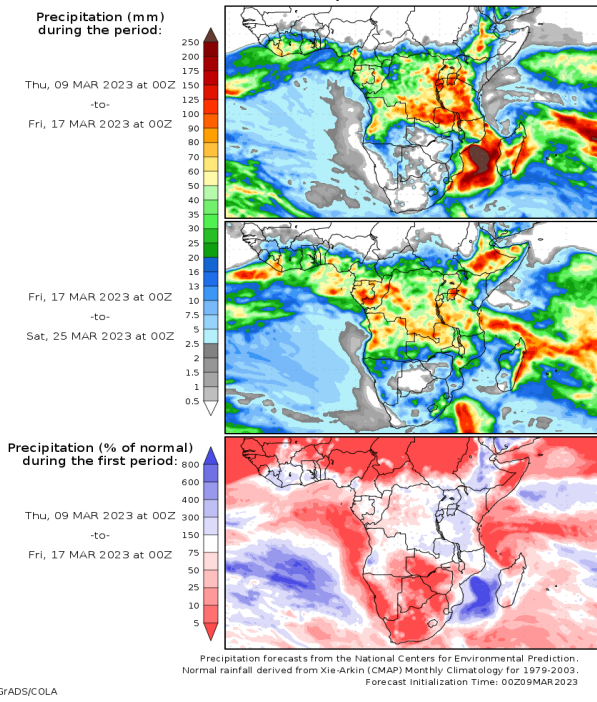 Precipitation (mm)
during the period:
250
200
175
150
125
100
90
80
70
60
50
40
35
30
25
20
16
13
10
7.5
5
2.5
2
1.5
1
0.5
Thu, 09 MAR 2023 at 00Z
-to-
Fri, 17 MAR 2023 at 00Z
Fri, 17 MAR 2023 at 00Z
-to-
Sat, 25 MAR 2023 at 00Z
Precipitation (% of normal)
during the first period:
800
600
400
300
150
75
50
25
10
5
Thu, 09 MAR 2023 at 00Z
-to-
Fri, 17 MAR 2023 at 00Z
Precipitation forecasts from the National Centers for Environmental Prediction.
Normal rainfall derived from Xie-Arkin (CMAP) Monthly Climatology for 1979-2003.
Forecast Initialization Time: 00Z09MAR2023
GrADS/COLA